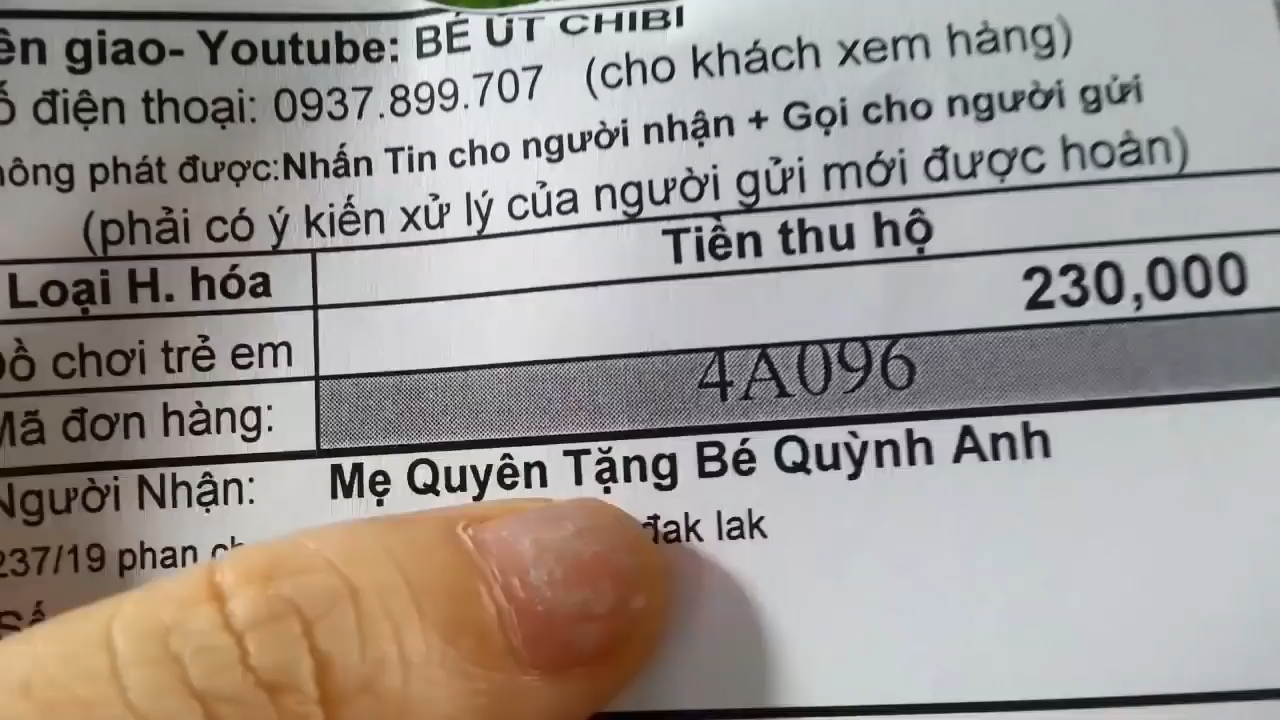 ên giao- Youtube: BÉ ÚT CHIBI
ố điện thoại: 0937.899.707 (cho khách xem hàng)
hông phát được:Nhấn Tin cho người nhận + Gọi cho người gửi
(phải có ý kiến xử lý của người gửi mới được hoàn)
Loại H. hóa Tiền thu hộ
ồ chơi trẻ em 230,000
Mã đơn hàng: 4A096
Người Nhận: Mẹ Quyên Tặng Bé Quỳnh Anh
237/19 phan đak lak